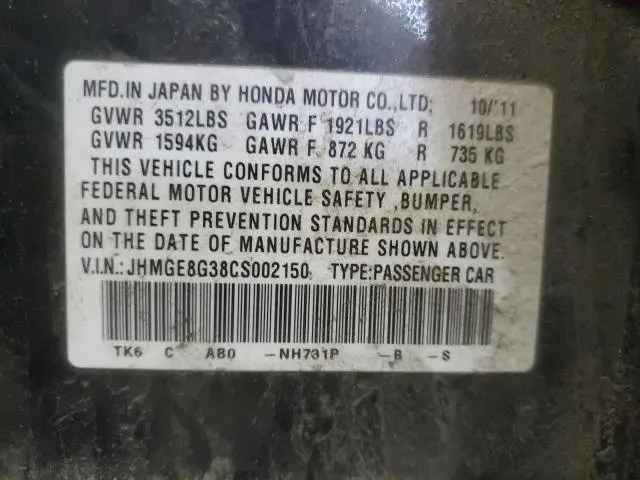 MFD.IN JAPAN BY HONDA MOTOR CO.,LTD; 10/'11
GVWR 3512LBS GAWR F 1921LBS R 1619LBS
GVWR 1594KG GAWR F 872 KG R 735 KG
THIS VEHICLE CONFORMS TO ALL APPLICABLE
FEDERAL MOTOR VEHICLE SAFETY ,BUMPER,
AND THEFT PREVENTION STANDARDS IN EFFECT
ON THE DATE OF MANUFACTURE SHOWN ABOVE.
V.I.N.:JHMGE8G38CS002150. TYPE:PASSENGER CAR
TK6 C AB0 -NH731P -B -S